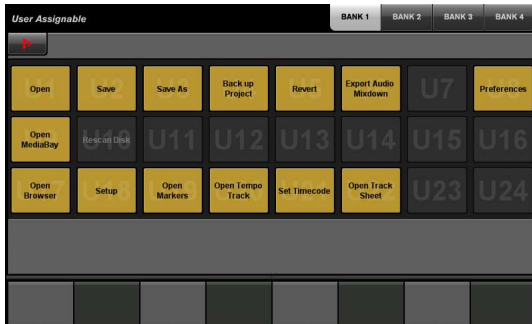 User Assignable
BANK 1
BANK 2
BANK 3
BANK 4
Open
Save
Save As
Back up
Project
Revert
Export Audio
Mixdown
U7
Preferences
Open
MediaBay
Rescan Disk
U11
U12
U13
U14
U15
U16
Open
Browser
Setup
Open
Markers
Open Tempo
Track
Set Timecode
Open Track
Sheet
U23
U24